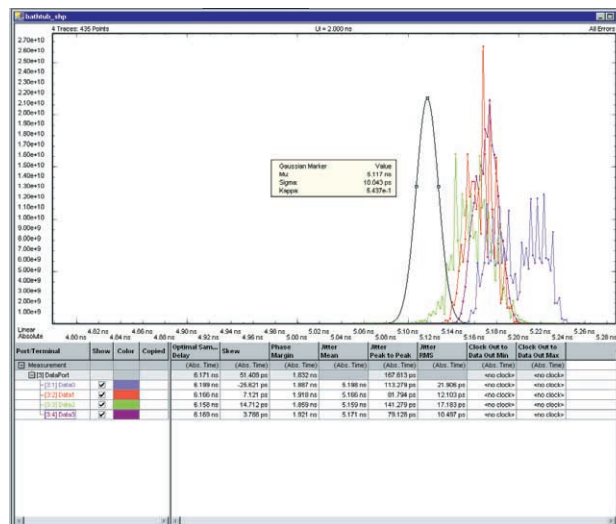 bathtub_shp
4 Traces: 435 Points UI = 2.000 ns All Errors
2.70e+10
2.60e+10
2.50e+10
2.40e+10
2.30e+10
2.20e+10
2.10e+10
2.00e+10
1.90e+10
1.80e+10
1.70e+10
1.60e+10
1.50e+10
1.40e+10
1.30e+10
1.20e+10
1.10e+10
1.00e+10
9.00e+9
8.00e+9
7.00e+9
6.00e+9
5.00e+9
4.00e+9
3.00e+9
2.00e+9
1.00e+9
Gaussian Marker Value
Mu: 5.117 ns
Sigma: 10.043 ps
Kappa: 5.437e-1
Linear 4.82 ns 4.86 ns 4.90 ns 4.94 ns 4.98 ns 5.02 ns 5.06 ns 5.10 ns 5.14 ns 5.18 ns 5.22 ns 5.26 ns
Absolute 4.80 ns 4.84 ns 4.88 ns 4.92 ns 4.96 ns 5.00 ns 5.04 ns 5.08 ns 5.12 ns 5.16 ns 5.20 ns 5.24 ns 5.28 ns
Port/Terminal Show Color Copied Optimal Sam... Delay Skew Phase Margin Jitter Mean Jitter Peak to Peak Jitter RMS Clock Out to Data Out Min Clock Out to Data Out Max
Measurement (Abs. Time) (Abs. Time) (Abs. Time) (Abs. Time) (Abs. Time) (Abs. Time) (Abs. Time) (Abs. Time)
[3] DataPort 6.171 ns 51.408 ps 1.832 ns 167.613 ps <no clock> <no clock>
[3:1] Data0 6.199 ns 1.887 ns 5.198 ns 113.279 ps 21.906 ps <no clock> <no clock>
[3:2] Data1 6.166 ns 7.121 ps 1.918 ns 5.166 ns 81.794 ps 12.103 ps <no clock> <no clock>
[3:3] Data2 6.158 ns 14.712 ps 1.859 ns 5.159 ns 141.279 ps 17.183 ps <no clock> <no clock>
[3:4] Data3 6.169 ns 3.788 ps 1.921 ns 5.171 ns 79.128 ps 10.497 ps <no clock> <no clock>